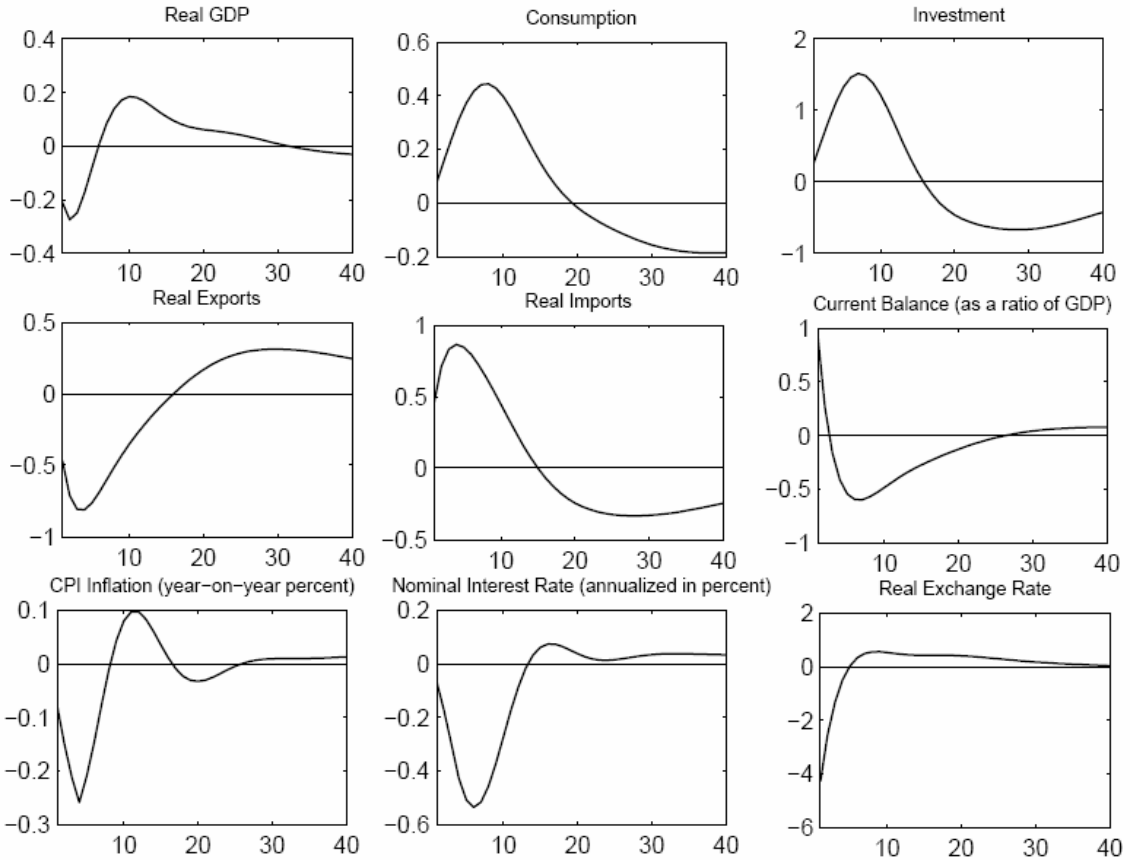 Real GDP
0.4
0.2
0
−0.2
−0.4
10 20 30 40
Consumption
0.6
0.4
0.2
0
−0.2
10 20 30 40
Investment
2
1
0
−1
10 20 30 40
Real Exports
0.5
0
−0.5
−1
10 20 30 40
Real Imports
1
0.5
0
−0.5
10 20 30 40
Current Balance (as a ratio of GDP)
1
0.5
0
−0.5
−1
10 20 30 40
CPI Inflation (year−on−year percent)
0.1
0
−0.1
−0.2
−0.3
10 20 30 40
Nominal Interest Rate (annualized in percent)
0.2
0
−0.2
−0.4
−0.6
10 20 30 40
Real Exchange Rate
2
0
−2
−4
−6
10 20 30 40